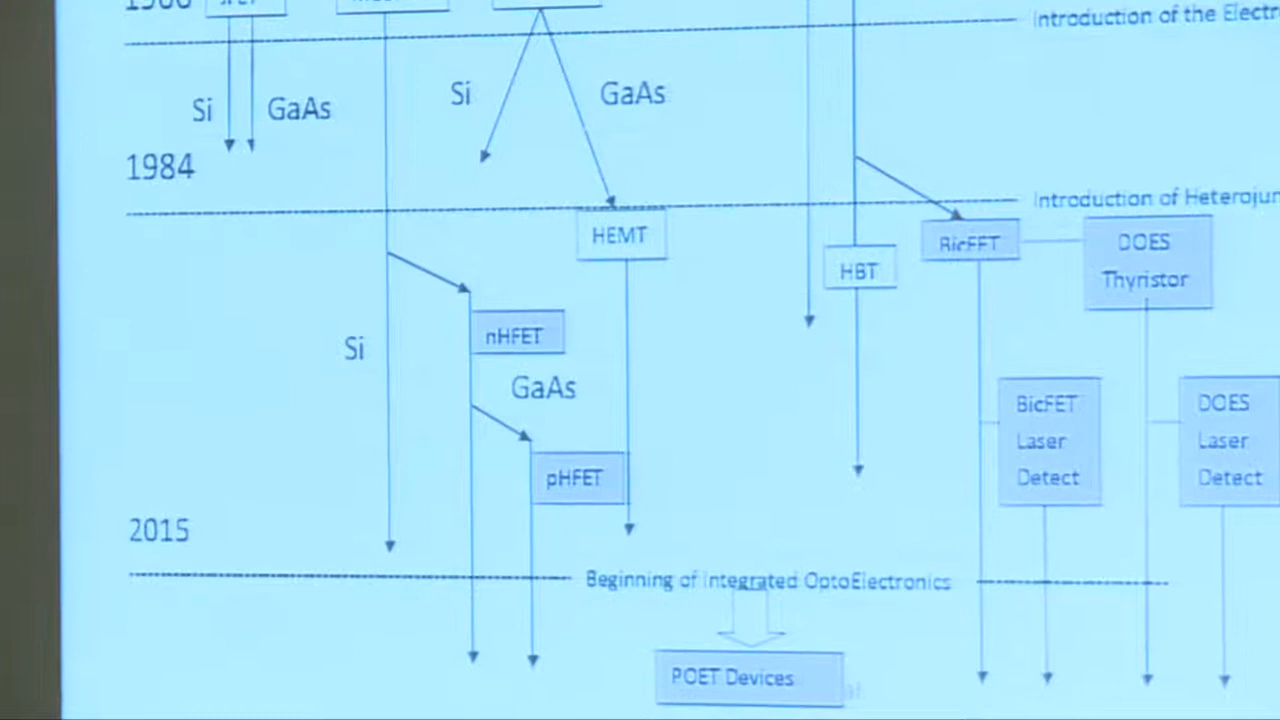 Introduction of the Electr
Si
GaAs
Si
GaAs
1984
Introduction of Heterojun
HEMT
BicFET
DOES
Thyristor
HBT
nHFET
Si
GaAs
BicFET
Laser
Detect
DOES
Laser
Detect
pHFET
2015
Beginning of Integrated OptoElectronics
POET Devices